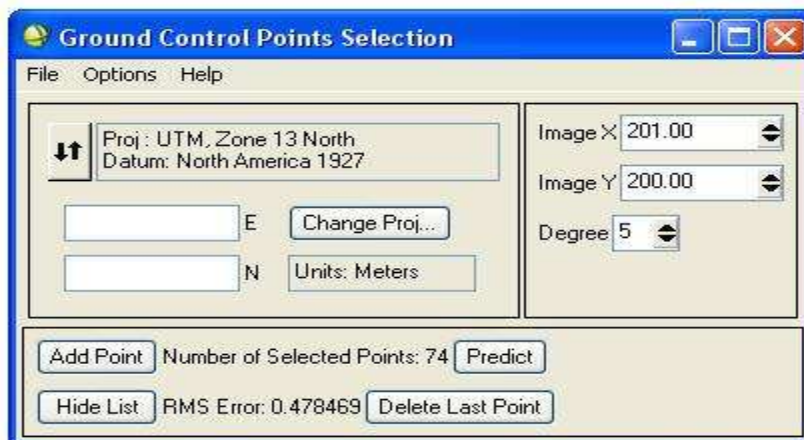 Ground Control Points Selection
File Options Help
Proj : UTM, Zone 13 North
Datum: North America 1927
E Change Proj...
N Units: Meters
Image X 201.00
Image Y 200.00
Degree 5
Add Point Number of Selected Points: 74 Predict
Hide List RMS Error: 0.478469 Delete Last Point